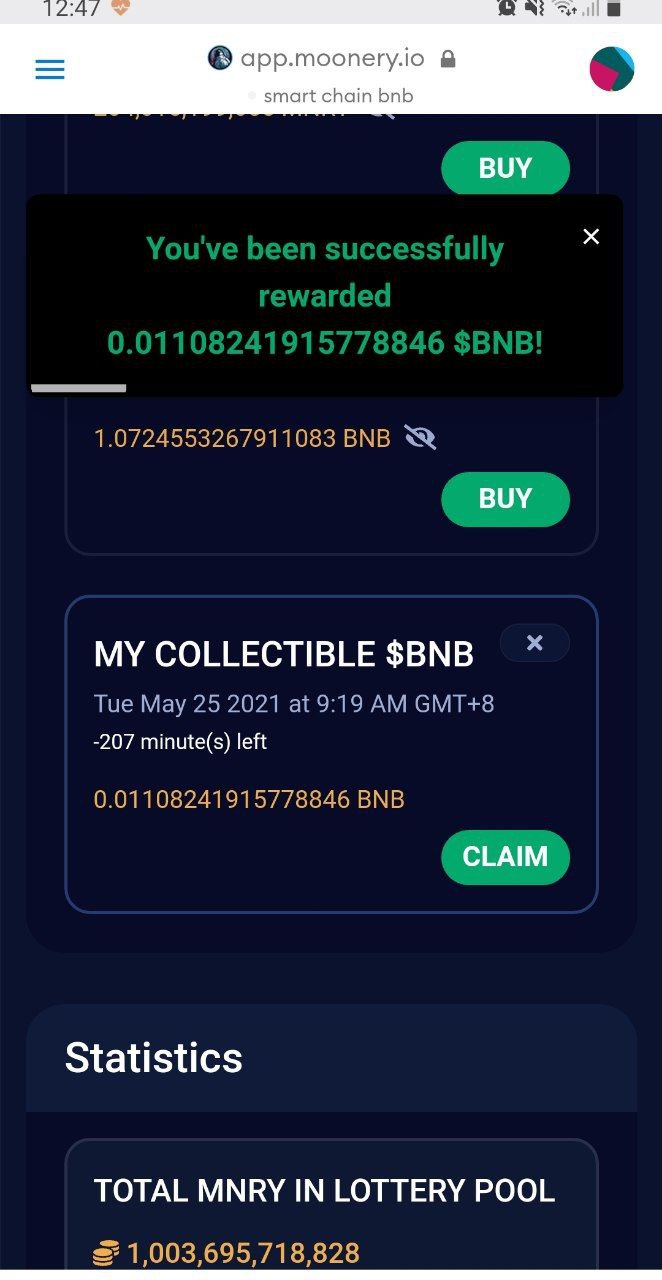 12:47
app.moonery.io
smart chain bnb
BUY
You've been successfully
rewarded
0.01108241915778846 $BNB!
1.0724553267911083 BNB
BUY
MY COLLECTIBLE $BNB
Tue May 25 2021 at 9:19 AM GMT+8
-207 minute(s) left
0.01108241915778846 BNB
CLAIM
Statistics
TOTAL MNRY IN LOTTERY POOL
1,003,695,718,828